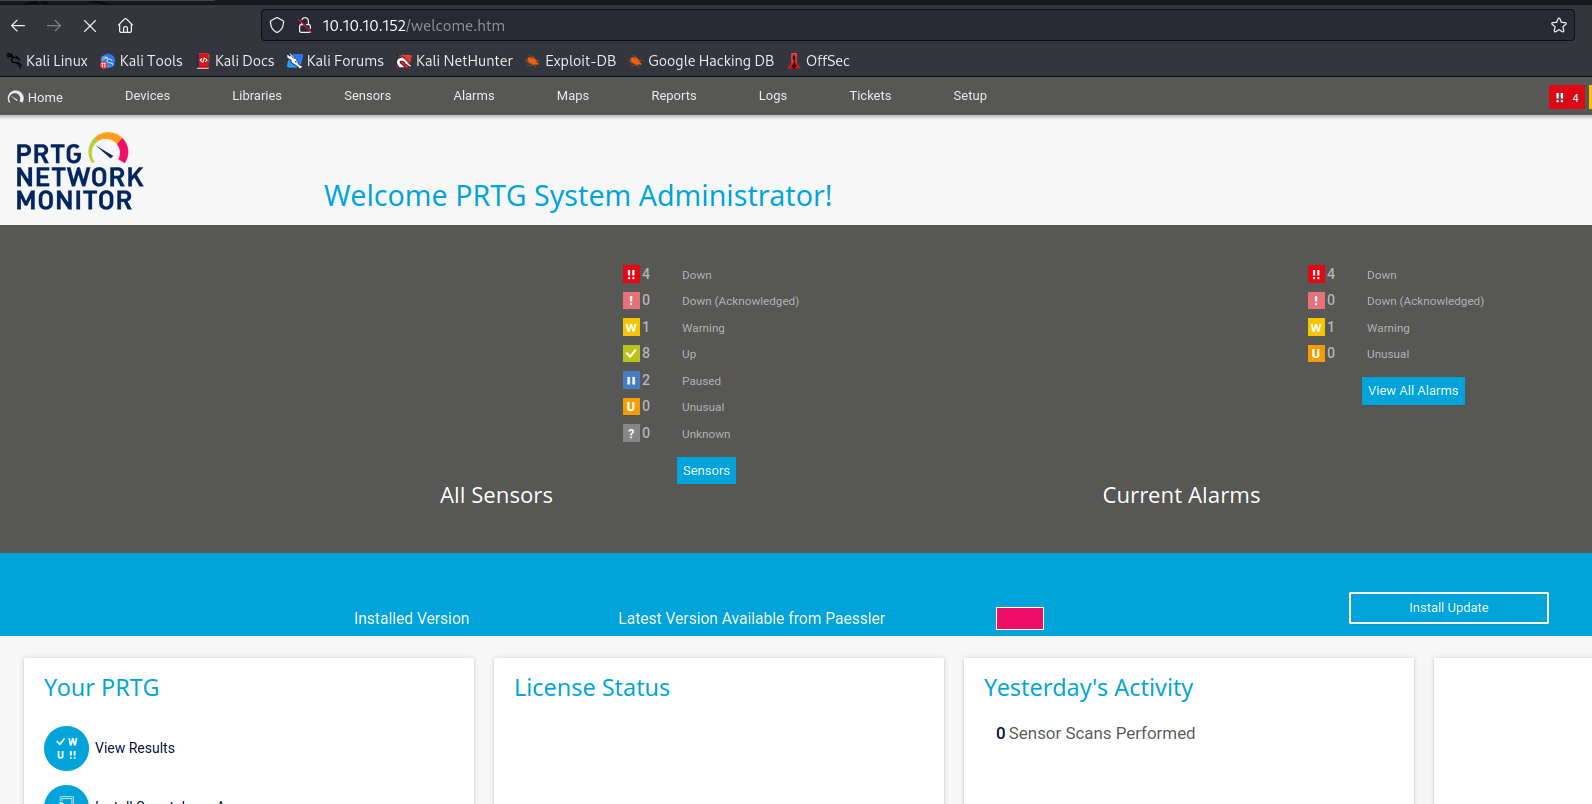 10.10.10.152/welcome.htm
Kali Linux Kali Tools Kali Docs Kali Forums Kali NetHunter Exploit-DB Google Hacking DB OffSec
Home Devices Libraries Sensors Alarms Maps Reports Logs Tickets Setup !! 4
PRTG
NETWORK
MONITOR
Welcome PRTG System Administrator!
!! 4 Down
! 0 Down (Acknowledged)
W 1 Warning
8 Up
2 Paused
U 0 Unusual
? 0 Unknown
Sensors
All Sensors
!! 4 Down
! 0 Down (Acknowledged)
W 1 Warning
U 0 Unusual
View All Alarms
Current Alarms
Installed Version Latest Version Available from Paessler Install Update
Your PRTG
W
U !!
View Results
License Status
Yesterday's Activity
0 Sensor Scans Performed